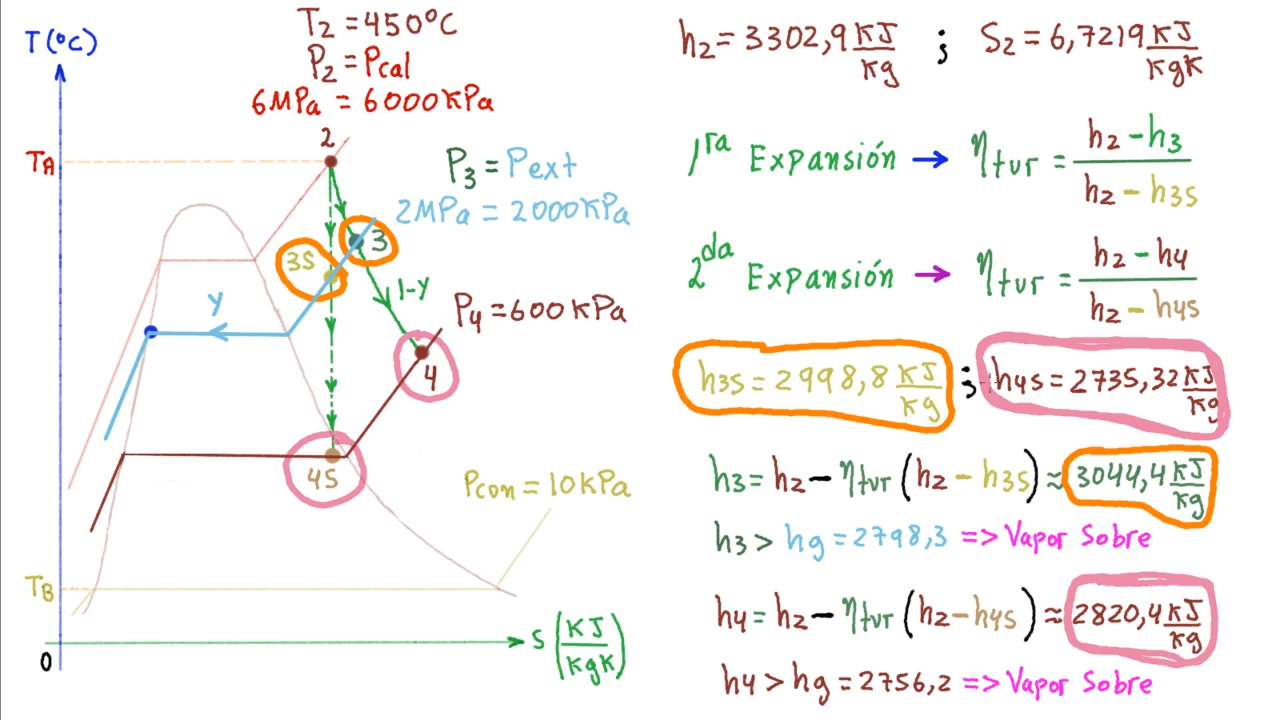 T(°C)
T₂ = 450°C
P₂ = Pcal
6MPa = 6000KPa
TA
2
P₃ = Pext
2MPa = 2000KPa
3S
3
Y
1-Y
P₄ = 600KPa
4
4S
Pcon = 10KPa
TB
0
S (KJ/KgK)
h₂ = 3302,9 KJ/Kg ; S₂ = 6,7219 KJ/KgK
1ra Expansión → ηtur = (h₂ - h₃)/(h₂ - h₃s)
2da Expansión → ηtur = (h₂ - h₄)/(h₂ - h₄s)
h₃s = 2998,8 KJ/Kg ; h₄s = 2735,32 KJ/Kg
h₃ = h₂ - ηtur (h₂ - h₃s) ≈ 3044,4 KJ/Kg
h₃ > hg = 2798,3 => Vapor Sobre
h₄ = h₂ - ηtur (h₂ - h₄s) ≈ 2820,4 KJ/Kg
h₄ > hg = 2756,2 => Vapor Sobre